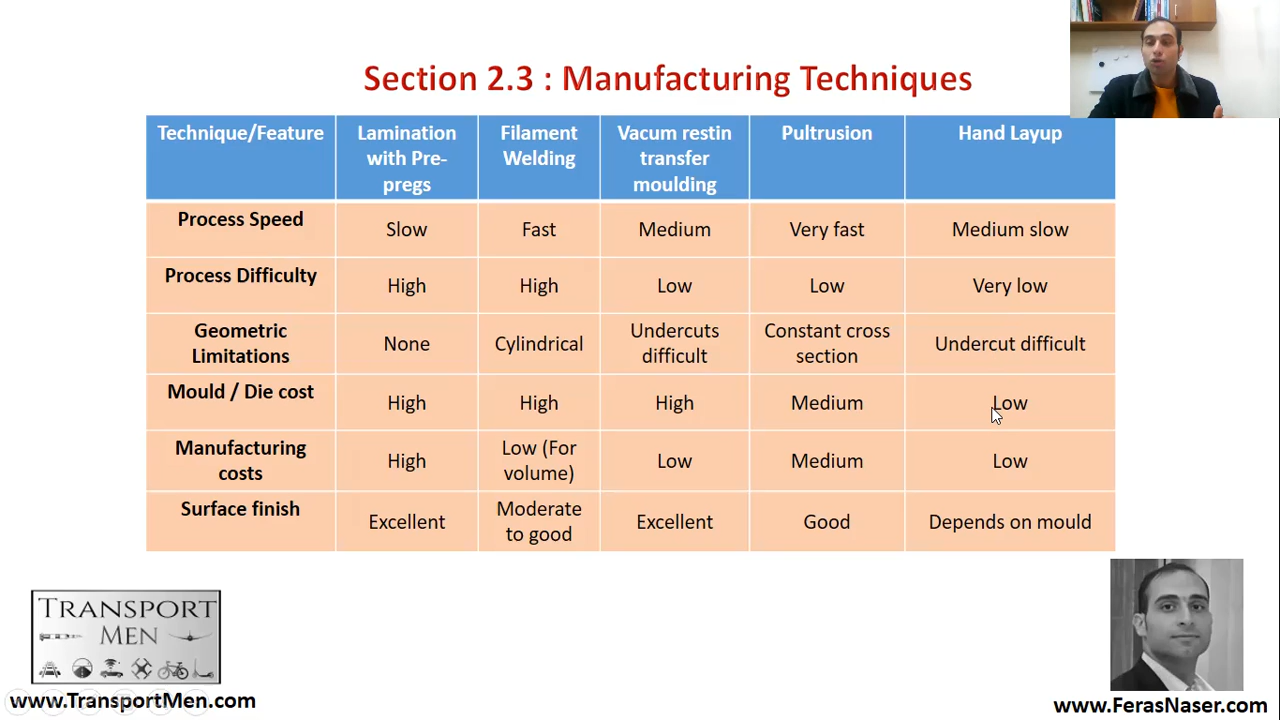 Section 2.3 : Manufacturing Techniques
Technique/Feature
Lamination
with Pre-
pregs
Filament
Welding
Vacum restin
transfer
moulding
Pultrusion
Hand Layup
Process Speed
Slow
Fast
Medium
Very fast
Medium slow
Process Difficulty
High
High
Low
Low
Very low
Geometric
Limitations
None
Cylindrical
Undercuts
difficult
Constant cross
section
Undercut difficult
Mould / Die cost
High
High
High
Medium
Low
Manufacturing
costs
High
Low (For
volume)
Low
Medium
Low
Surface finish
Excellent
Moderate
to good
Excellent
Good
Depends on mould
TRANSPORT
MEN
www.TransportMen.com
www.FerasNaser.com